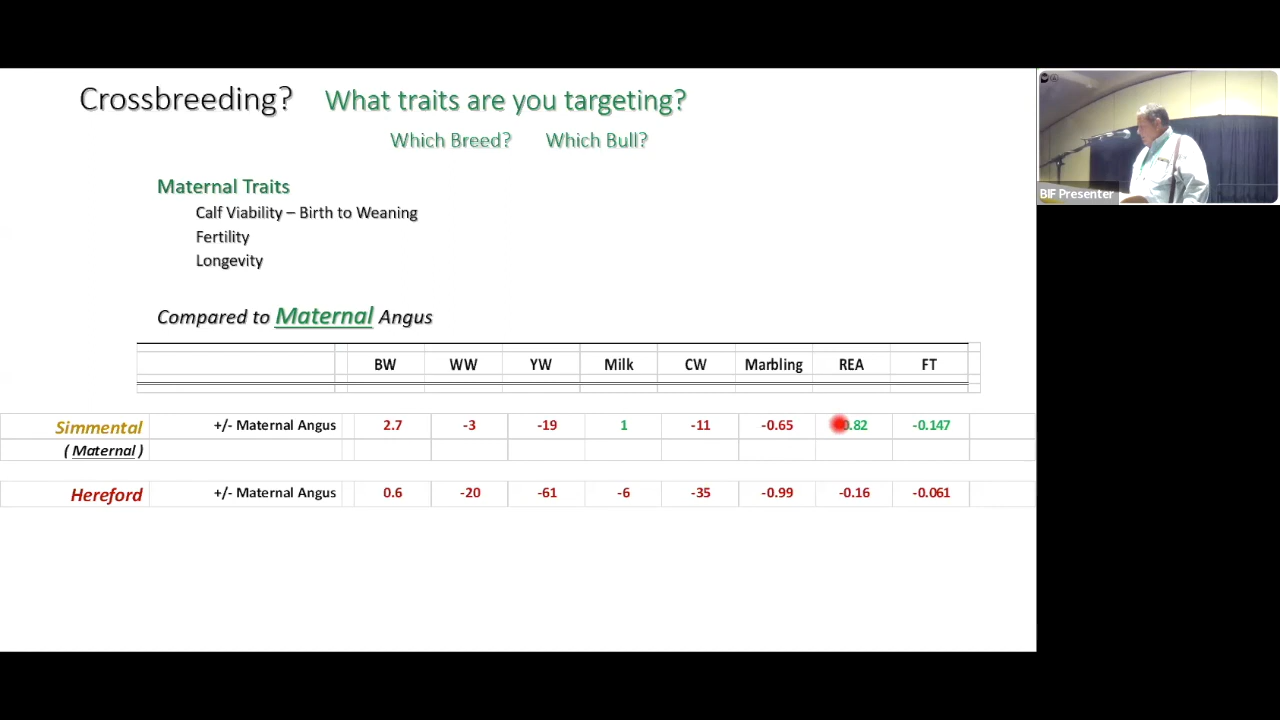 Crossbreeding? What traits are you targeting?
Which Breed? Which Bull?
Maternal Traits
Calf Viability – Birth to Weaning
Fertility
Longevity
Compared to Maternal Angus
BW WW YW Milk CW Marbling REA FT
Simmental +/- Maternal Angus 2.7 -3 -19 1 -11 -0.65 .82 -0.147
( Maternal )
Hereford +/- Maternal Angus 0.6 -20 -61 -6 -35 -0.99 -0.16 -0.061
BIF Presenter